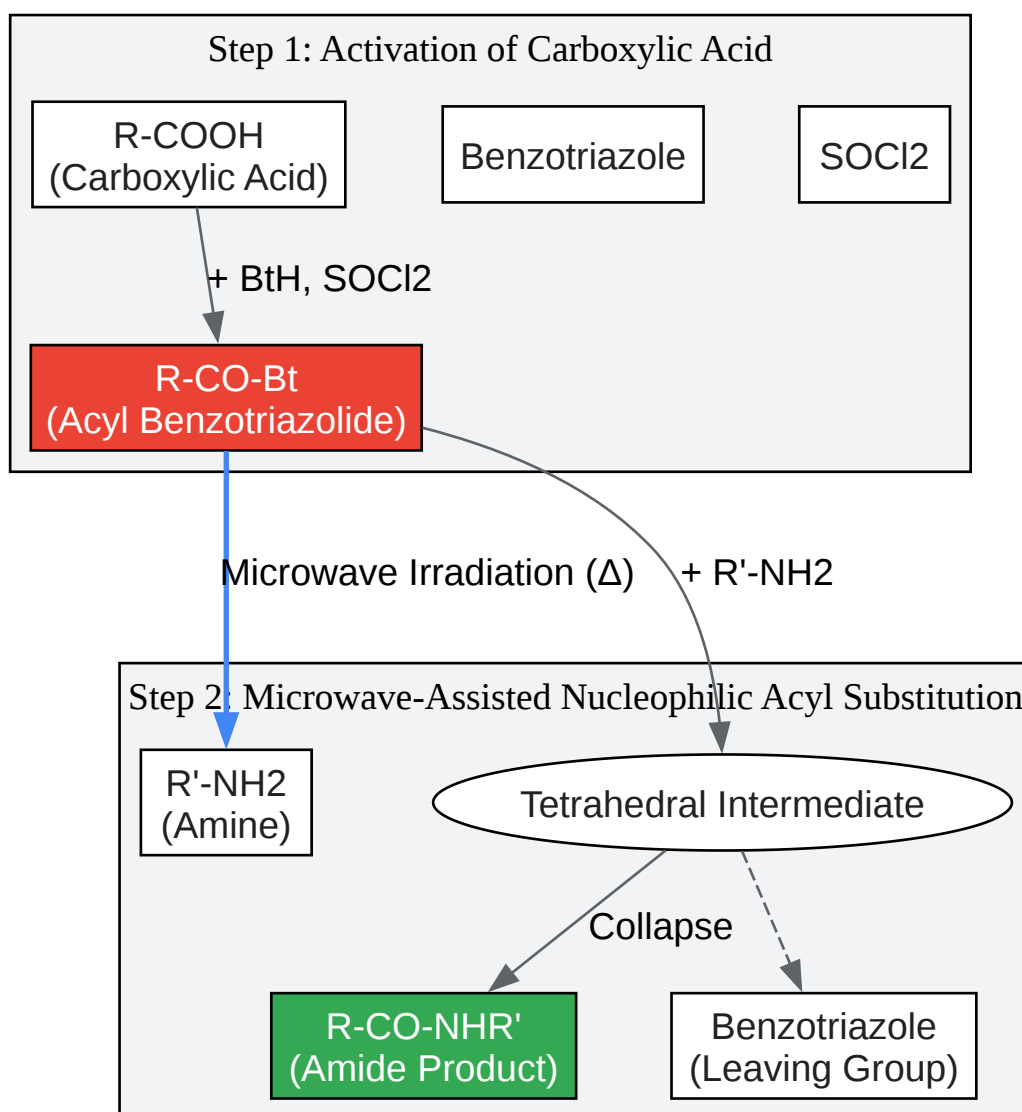 Step 1: Activation of Carboxylic Acid
R-COOH
(Carboxylic Acid)
Benzotriazole
SOCl2
+ BtH, SOCl2
R-CO-Bt
(Acyl Benzotriazolide)
Microwave Irradiation (Δ)
+ R'-NH2
Step 2: Microwave-Assisted Nucleophilic Acyl Substitution
R'-NH2
(Amine)
Tetrahedral Intermediate
Collapse
R-CO-NHR'
(Amide Product)
Benzotriazole
(Leaving Group)